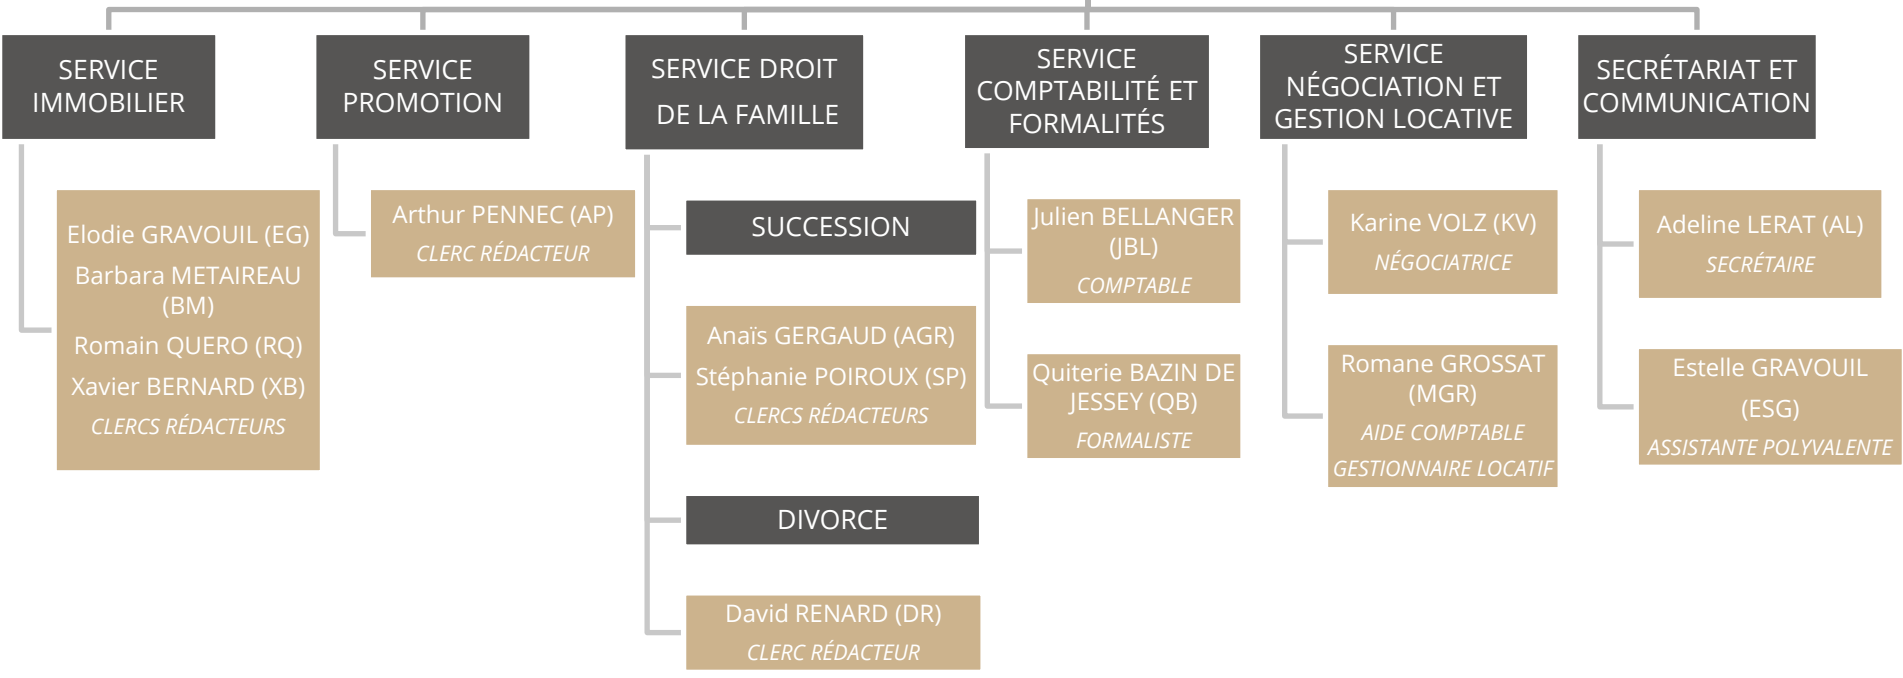 SERVICE
IMMOBILIER
Elodie GRAVOUIL (EG)
Barbara METAIREAU
(BM)
Romain QUERO (RQ)
Xavier BERNARD (XB)
CLERCS RÉDACTEURS
SERVICE
PROMOTION
Arthur PENNEC (AP)
CLERC RÉDACTEUR
SERVICE DROIT
DE LA FAMILLE
SUCCESSION
Anaïs GERGAUD (AGR)
Stéphanie POIROUX (SP)
CLERCS RÉDACTEURS
DIVORCE
David RENARD (DR)
CLERC RÉDACTEUR
SERVICE
COMPTABILITÉ ET
FORMALITÉS
Julien BELLANGER
(JBL)
COMPTABLE
Quiterie BAZIN DE
JESSEY (QB)
FORMALISTE
SERVICE
NÉGOCIATION ET
GESTION LOCATIVE
Karine VOLZ (KV)
NÉGOCIATRICE
Romane GROSSAT
(MGR)
AIDE COMPTABLE
GESTIONNAIRE LOCATIF
SECRÉTARIAT ET
COMMUNICATION
Adeline LERAT (AL)
SECRÉTAIRE
Estelle GRAVOUIL
(ESG)
ASSISTANTE POLYVALENTE